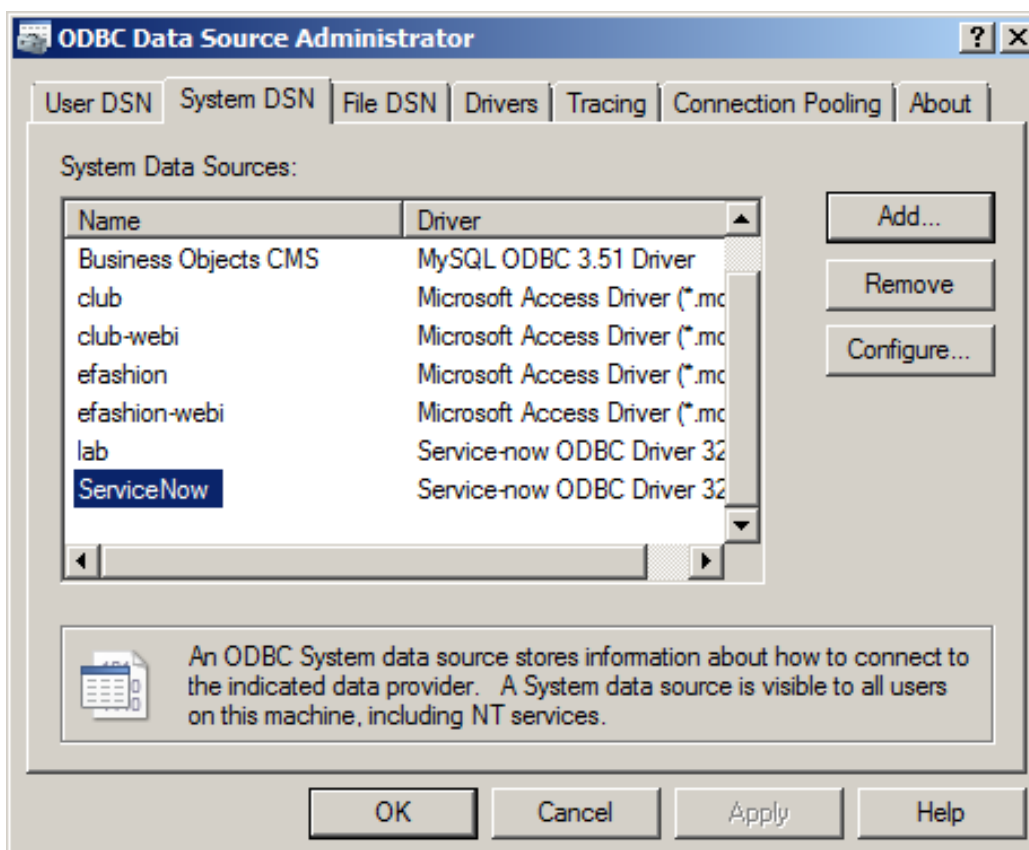 ODBC Data Source Administrator
User DSN System DSN File DSN Drivers Tracing Connection Pooling About
System Data Sources:
Name Driver
Business Objects CMS MySQL ODBC 3.51 Driver
club Microsoft Access Driver (*.mc
club-webi Microsoft Access Driver (*.mc
efashion Microsoft Access Driver (*.mc
efashion-webi Microsoft Access Driver (*.mc
lab Service-now ODBC Driver 32
ServiceNow Service-now ODBC Driver 32
Add...
Remove
Configure...
An ODBC System data source stores information about how to connect to
the indicated data provider. A System data source is visible to all users
on this machine, including NT services.
OK Cancel Apply Help